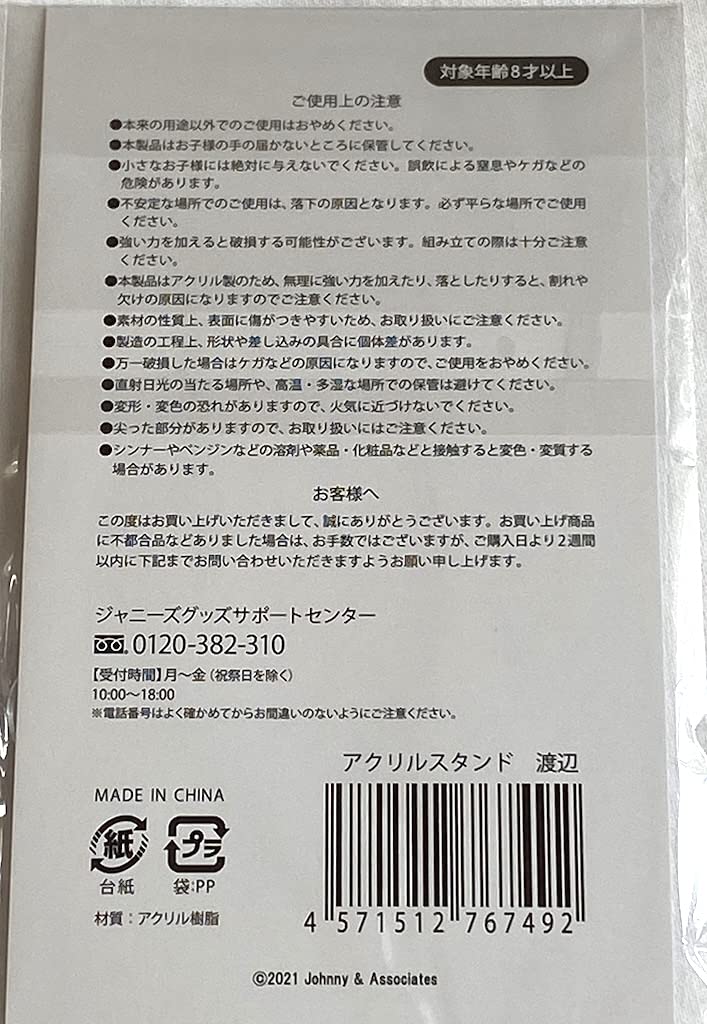 対象年齢8才以上
ご使用上の注意
●本来の用途以外でのご使用はおやめください。
●本製品はお子様の手の届かないところに保管してください。
●小さなお子様には絶対に与えないでください。誤飲による窒息やケガなどの
危険があります。
●不安定な場所でのご使用は、落下の原因となります。必ず平らな場所でご使用
ください。
●強い力を加えると破損する可能性がございます。組み立ての際は十分ご注意
ください。
●本製品はアクリル製のため、無理に強い力を加えたり、落としたりすると、割れや
欠けの原因になりますのでご注意ください。
●素材の性質上、表面に傷がつきやすいため、お取り扱いにご注意ください。
●製造の工程上、形状や差し込みの具合に個体差があります。
●万一破損した場合はケガなどの原因になりますので、ご使用をおやめください。
●直射日光の当たる場所や、高温・多湿な場所での保管は避けてください。
●変形・変色の恐れがありますので、火気に近づけないでください。
●尖った部分がありますので、お取り扱いにはご注意ください。
●シンナーやベンジンなどの溶剤や薬品・化粧品などと接触すると変色・変質する
場合があります。
お客様へ
この度はお買い上げいただきまして、誠にありがとうございます。お買い上げ商品
に不都合品などありました場合は、お手数ではございますが、ご購入日より2週間
以内に下記までお問い合わせいただきますようお願い申し上げます。
ジャニーズグッズサポートセンター
0120-382-310
【受付時間】月～金（祝祭日を除く）
10:00～18:00
※電話番号はよく確かめてからお間違いのないようにご注意ください。
アクリルスタンド　渡辺
MADE IN CHINA
紙 プラ
台紙 袋:PP
材質：アクリル樹脂
4 571512 767492
©2021 Johnny & Associates